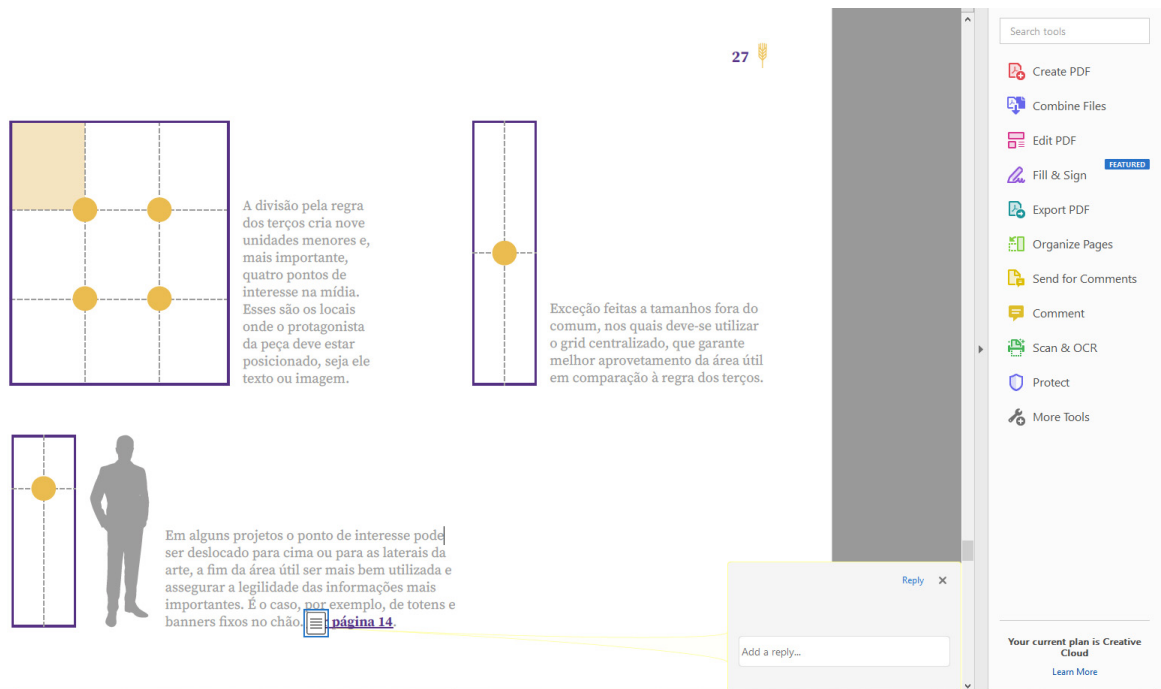 27
A divisão pela regra
dos terços cria nove
unidades menores e,
mais importante,
quatro pontos de
interesse na mídia.
Esses são os locais
onde o protagonista
da peça deve estar
posicionado, seja ele
texto ou imagem.
Exceção feitas a tamanhos fora do
comum, nos quais deve-se utilizar
o grid centralizado, que garante
melhor aprovetamento da área útil
em comparação à regra dos terços.
Em alguns projetos o ponto de interesse pode
ser deslocado para cima ou para as laterais da
arte, a fim da área útil ser mais bem utilizada e
assegurar a legilidade das informações mais
importantes. É o caso, por exemplo, de totens e
banners fixos no chão. página 14.
Reply
Add a reply...
Search tools
Create PDF
Combine Files
Edit PDF
FEATURED
Fill & Sign
Export PDF
Organize Pages
Send for Comments
Comment
Scan & OCR
Protect
More Tools
Your current plan is Creative
Cloud
Learn More